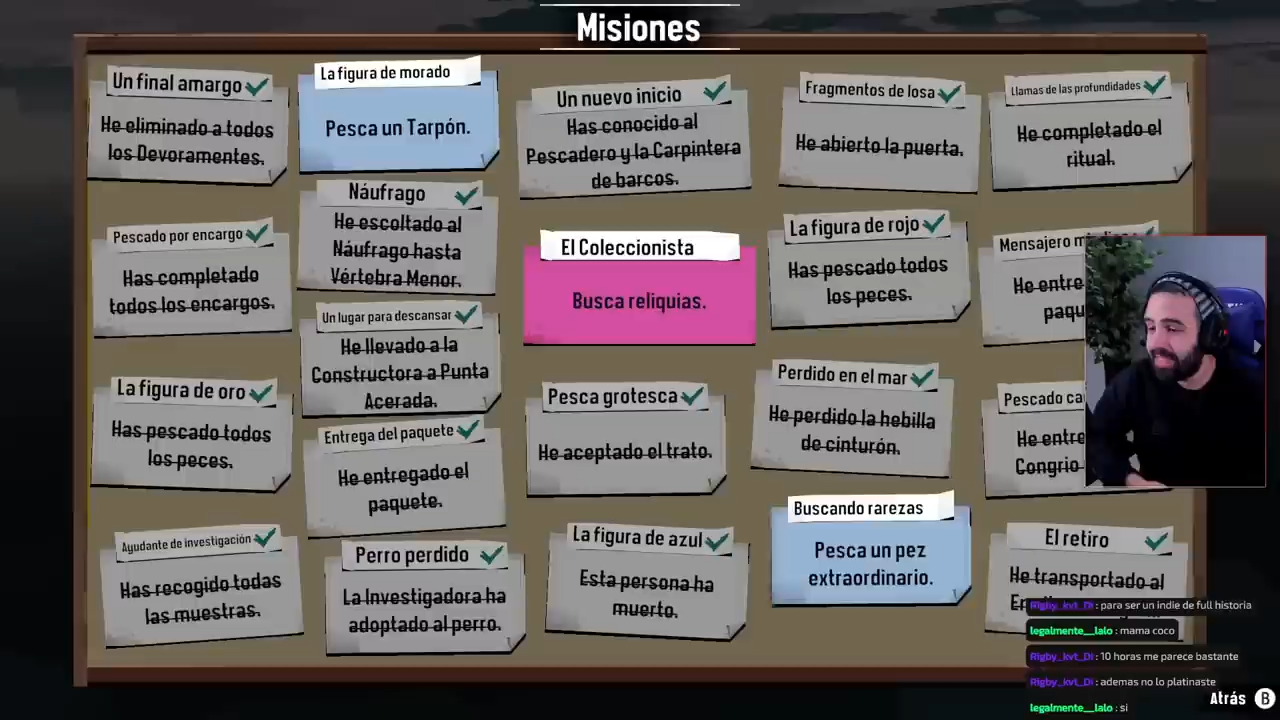 Misiones
Un final amargo
He eliminado a todos
los Devoramentes.
La figura de morado
Pesca un Tarpón.
Un nuevo inicio
Has conocido al
Pescadero y la Carpintera
de barcos.
Fragmentos de losa
He abierto la puerta.
Llamas de las profundidades
He completado el
ritual.
Pescado por encargo
Has completado
todos los encargos.
Náufrago
He escoltado al
Náufrago hasta
Vértebra Menor.
El Coleccionista
Busca reliquias.
La figura de rojo
Has pescado todos
los peces.
Mensajero
He entre
paqu
Un lugar para descansar
He llevado a la
Constructora a Punta
Acerada.
La figura de oro
Has pescado todos
los peces.
Entrega del paquete
He entregado el
paquete.
Pesca grotesca
He aceptado el trato.
Perdido en el mar
He perdido la hebilla
de cinturón.
Pescado ca
He entre
Congrio
Ayudante de investigación
Has recogido todas
las muestras.
Perro perdido
La Investigadora ha
adoptado al perro.
La figura de azul
Esta persona ha
muerto.
Buscando rarezas
Pesca un pez
extraordinario.
El retiro
He transportado al
Rigby_kvt_Di : para ser un indie de full historia
legalmente__lalo : mama coco
Rigby_kvt_Di : 10 horas me parece bastante
Rigby_kvt_Di : ademas no lo platinaste
legalmente__lalo : si
Atrás B